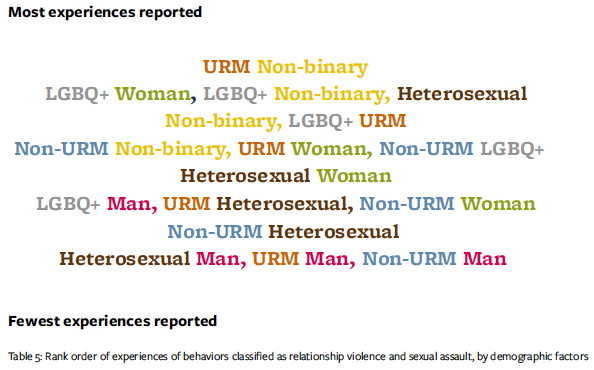 Most experiences reported
URM Non-binary
LGBQ+ Woman, LGBQ+ Non-binary, Heterosexual
Non-binary, LGBQ+ URM
Non-URM Non-binary, URM Woman, Non-URM LGBQ+
Heterosexual Woman
LGBQ+ Man, URM Heterosexual, Non-URM Woman
Non-URM Heterosexual
Heterosexual Man, URM Man, Non-URM Man
Fewest experiences reported
Table 5: Rank order of experiences of behaviors classified as relationship violence and sexual assault, by demographic factors